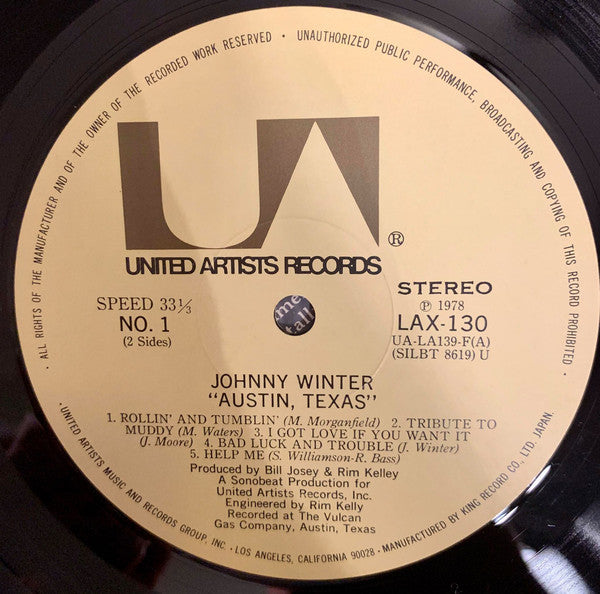 · ALL RIGHTS OF THE MANUFACTURER AND OF THE OWNER OF THE RECORDED WORK RESERVED · UNAUTHORIZED PUBLIC PERFORMANCE, BROADCASTING AND COPYING OF THIS RECORD PROHIBITED ·
UA
®
UNITED ARTISTS RECORDS
SPEED 33⅓
NO. 1
(2 Sides)
STEREO
Ⓟ 1978
LAX-130
UA-LA139-F(A)
(SILBT 8619) U
JOHNNY WINTER
"AUSTIN, TEXAS"
1. ROLLIN' AND TUMBLIN' (M. Morganfield) 2. TRIBUTE TO
MUDDY (M. Waters) 3. I GOT LOVE IF YOU WANT IT
(J. Moore) 4. BAD LUCK AND TROUBLE (J. Winter)
5. HELP ME (S. Williamson-R. Bass)
Produced by Bill Josey & Rim Kelley
A Sonobeat Production for
United Artists Records, Inc.
Engineered by Rim Kelly
Recorded at The Vulcan
Gas Company, Austin, Texas
· UNITED ARTISTS MUSIC AND RECORDS GROUP, INC. · LOS ANGELES, CALIFORNIA 90028 · MANUFACTURED BY KING RECORD CO., LTD. JAPAN.